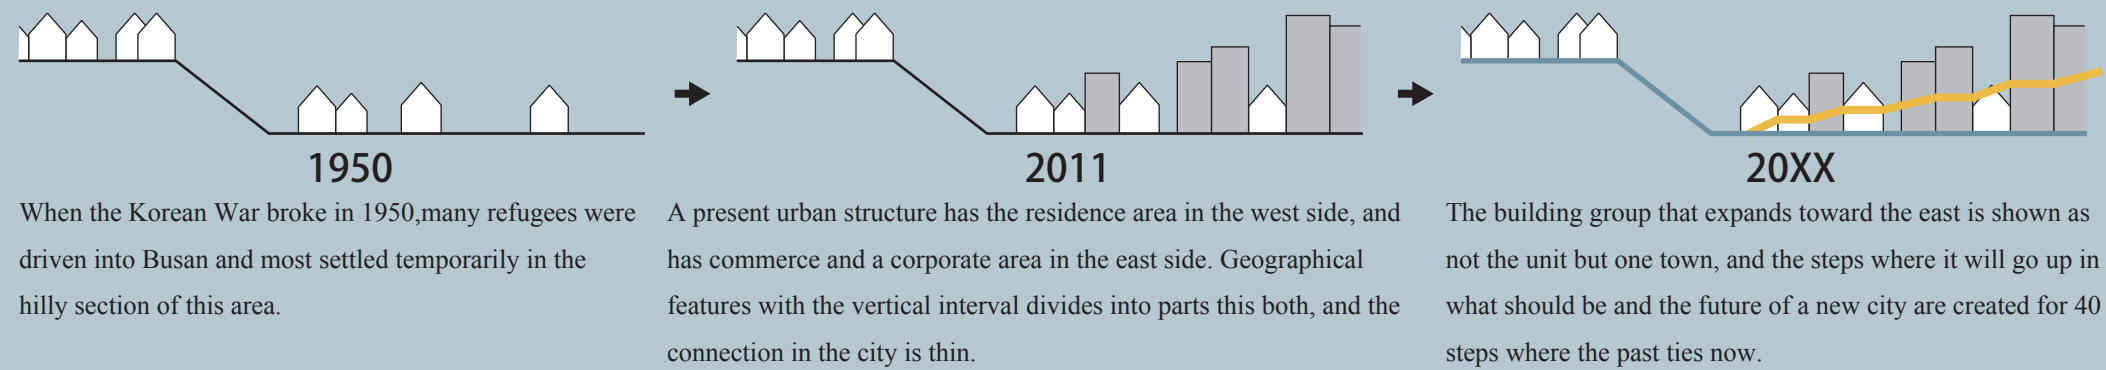 1950
When the Korean War broke in 1950,many refugees were
driven into Busan and most settled temporarily in the
hilly section of this area.
2011
A present urban structure has the residence area in the west side, and
has commerce and a corporate area in the east side. Geographical
features with the vertical interval divides into parts this both, and the
connection in the city is thin.
20XX
The building group that expands toward the east is shown as
not the unit but one town, and the steps where it will go up in
what should be and the future of a new city are created for 40
steps where the past ties now.